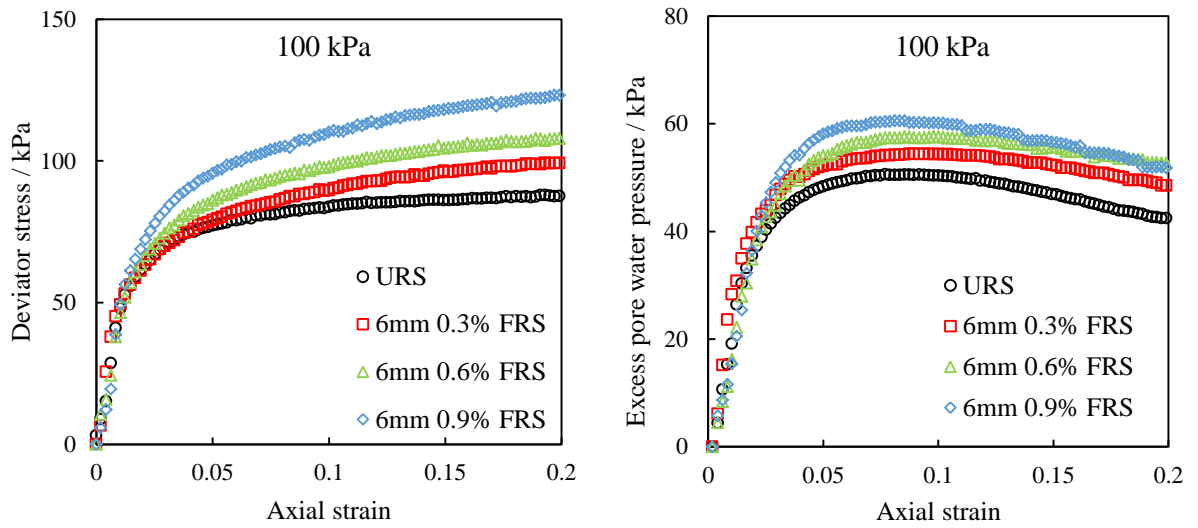 150
100
50
0
Deviator stress / kPa
100 kPa
URS
6mm 0.3% FRS
6mm 0.6% FRS
6mm 0.9% FRS
0 0.05 0.1 0.15 0.2
Axial strain
80
60
40
20
0
Excess pore water pressure / kPa
100 kPa
URS
6mm 0.3% FRS
6mm 0.6% FRS
6mm 0.9% FRS
0 0.05 0.1 0.15 0.2
Axial strain